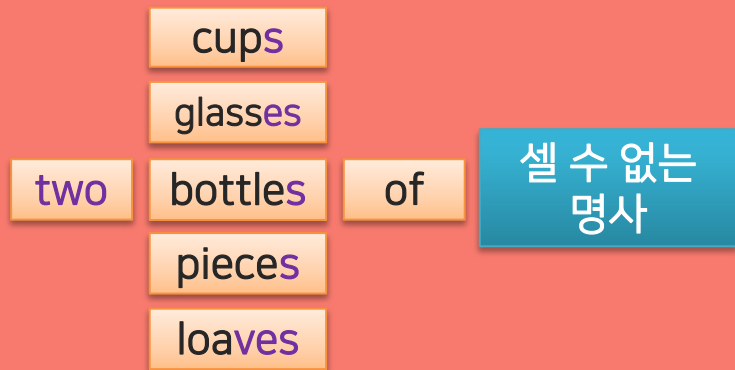 cups
glasses
two
bottles
of
셀 수 없는
명사
pieces
loaves